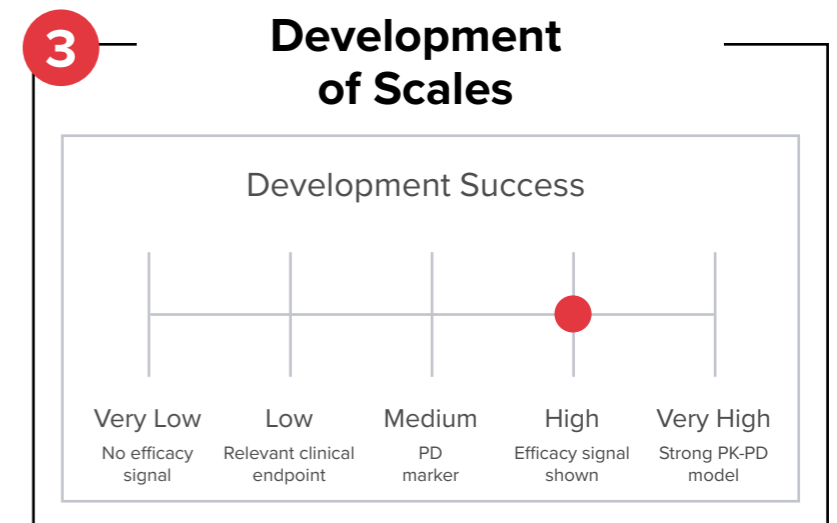 3
Development
of Scales
Development Success
Very Low
No efficacy
signal
Low
Relevant clinical
endpoint
Medium
PD
marker
High
Efficacy signal
shown
Very High
Strong PK-PD
model